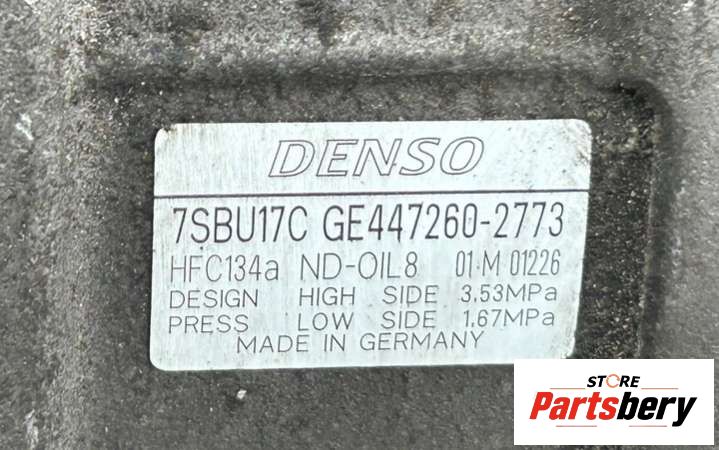 DENSO
7SBU17C GE447260-2773
HFC134a ND-OIL8 01·M 01226
DESIGN HIGH SIDE 3.53MPa
PRESS LOW SIDE 1.67MPa
MADE IN GERMANY
STORE
Partsbery